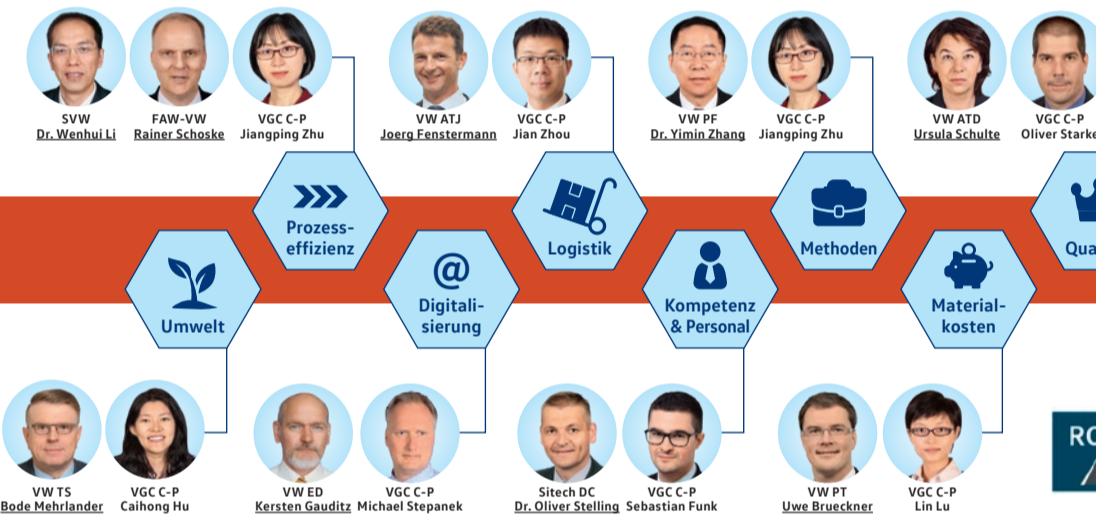 SVW
Dr. Wenhui Li
FAW-VW
Rainer Schoske
VGC C-P
Jiangping Zhu
VW ATJ
Joerg Fenstermann
VGC C-P
Jian Zhou
VW PF
Dr. Yimin Zhang
VGC C-P
Jiangping Zhu
VW ATD
Ursula Schulte
VGC C-P
Oliver Starke
Prozess-
effizienz
Logistik
Methoden
Qua
Umwelt
@
Digitali-
sierung
Kompetenz
& Personal
Material-
kosten
VW TS
Bode Mehrlander
VGC C-P
Caihong Hu
VW ED
Kersten Gauditz
VGC C-P
Michael Stepanek
Sitech DC
Dr. Oliver Stelling
VGC C-P
Sebastian Funk
VW PT
Uwe Brueckner
VGC C-P
Lin Lu